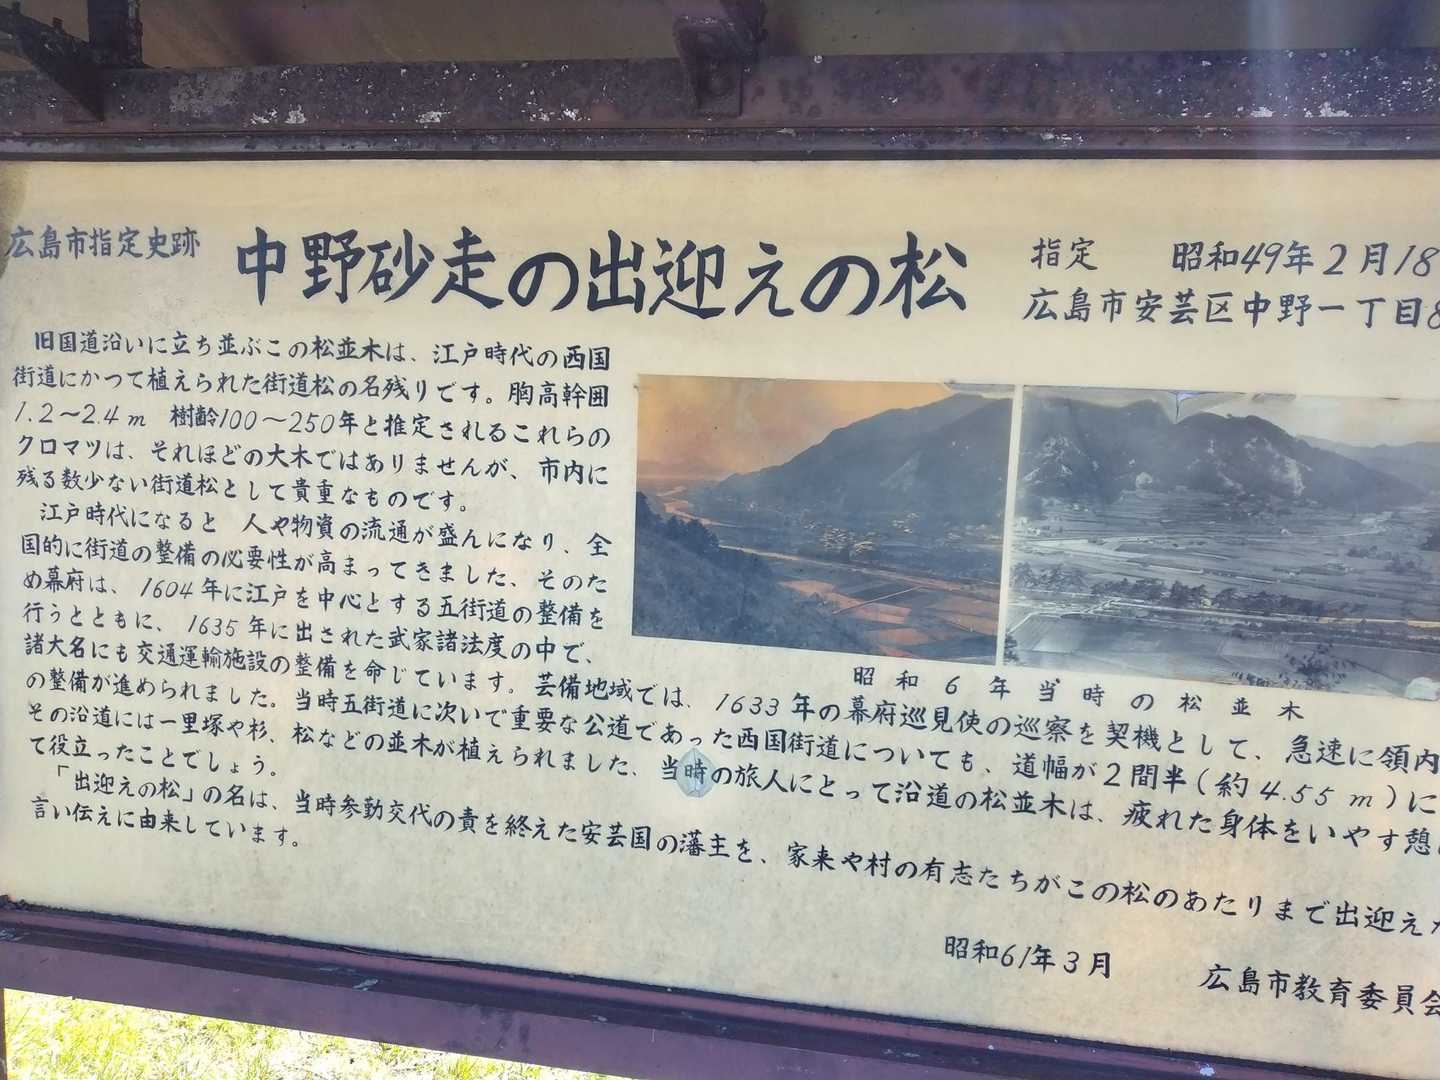 広島市指定史跡
中野砂走の出迎えの松
指定 昭和49年2月18
広島市安芸区中野一丁目8
旧国道沿いに立ち並ぶこの松並木は、江戸時代の西国
街道にかつて植えられた街道松の名残りです。胸高幹囲
1.2～2.4m 樹齢100～250年と推定されるこれらの
クロマツは、それほどの大木ではありませんが、市内に
残る数少ない街道松として貴重なものです。
江戸時代になると 人や物資の流通が盛んになり、全
国的に街道の整備の必要性が高まってきました、そのた
め幕府は、1604年に江戸を中心とする五街道の整備を
行うとともに、1635年に出された武家諸法度の中で、
諸大名にも交通運輸施設の整備を命じています。芸備地域では、1633年の幕府巡見使の巡察を契機として、急速に領内
の整備が進められました。当時五街道に次いで重要な公道であった西国街道についても、道幅が2間半(約4.55m)に
その沿道には一里塚や杉、松などの並木が植えられました、当時の旅人にとって沿道の松並木は、疲れた身体をいやす憩
て役立ったことでしょう。
「出迎えの松」の名は、当時参勤交代の責を終えた安芸国の藩主を、家来や村の有志たちがこの松のあたりまで出迎え
言い伝えに由来しています。
昭和6年当時の松並木
昭和61年3月
広島市教育委員会